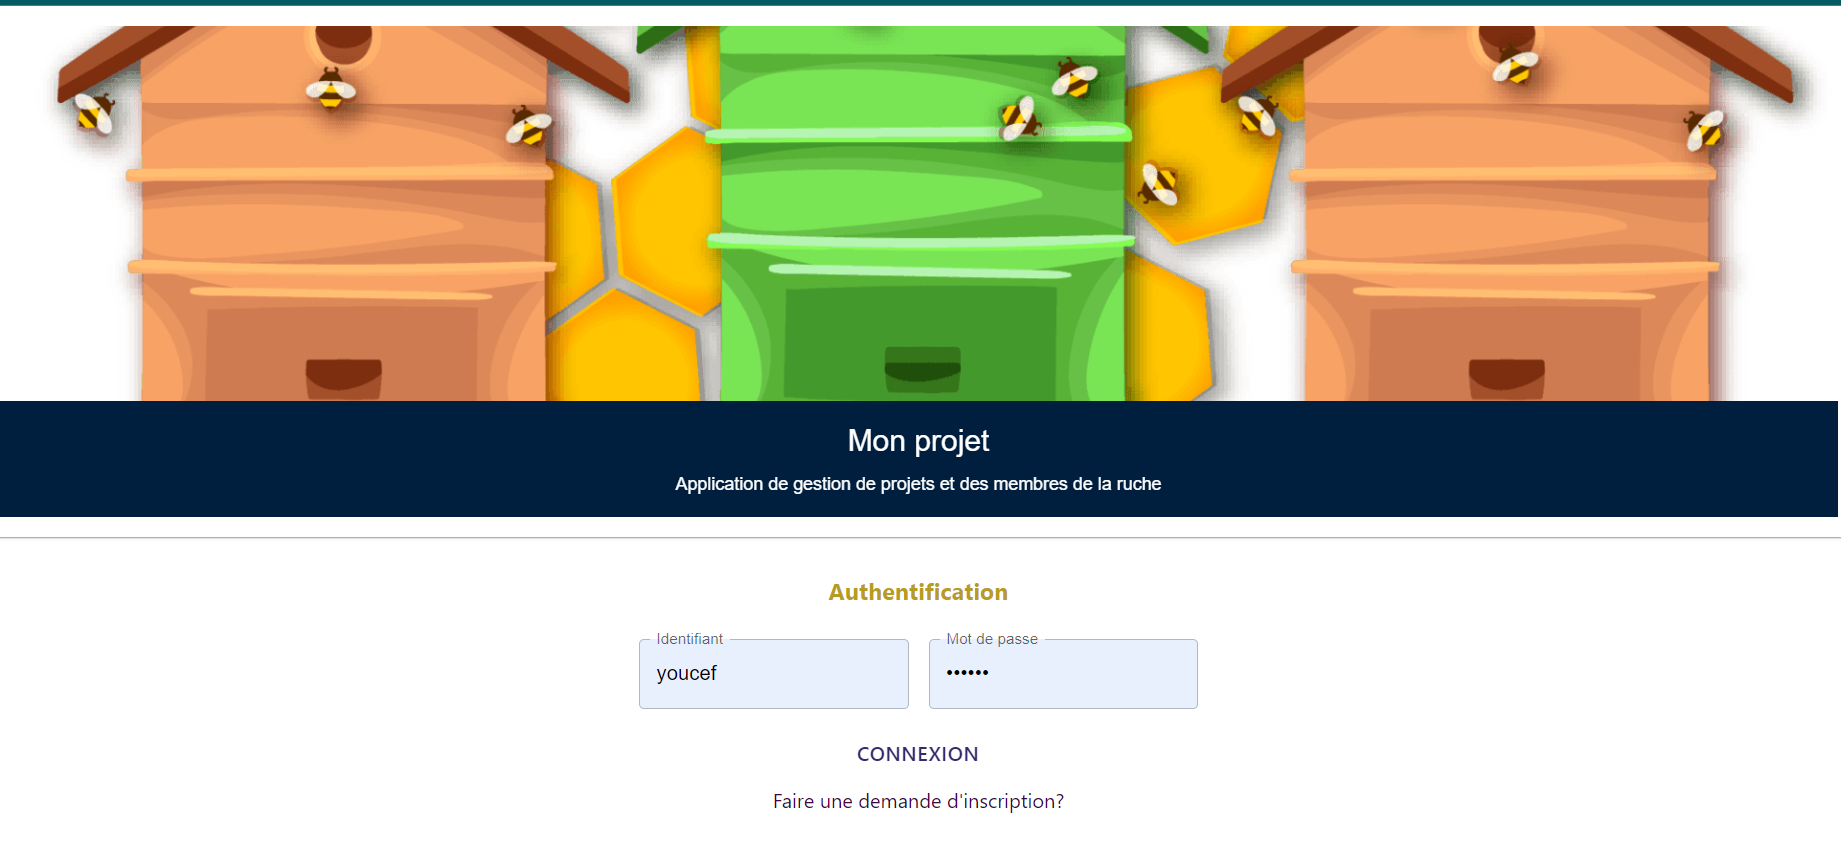 Mon projet
Application de gestion de projets et des membres de la ruche
Authentification
Identifiant
Mot de passe
youcef
••••••
CONNEXION
Faire une demande d'inscription?